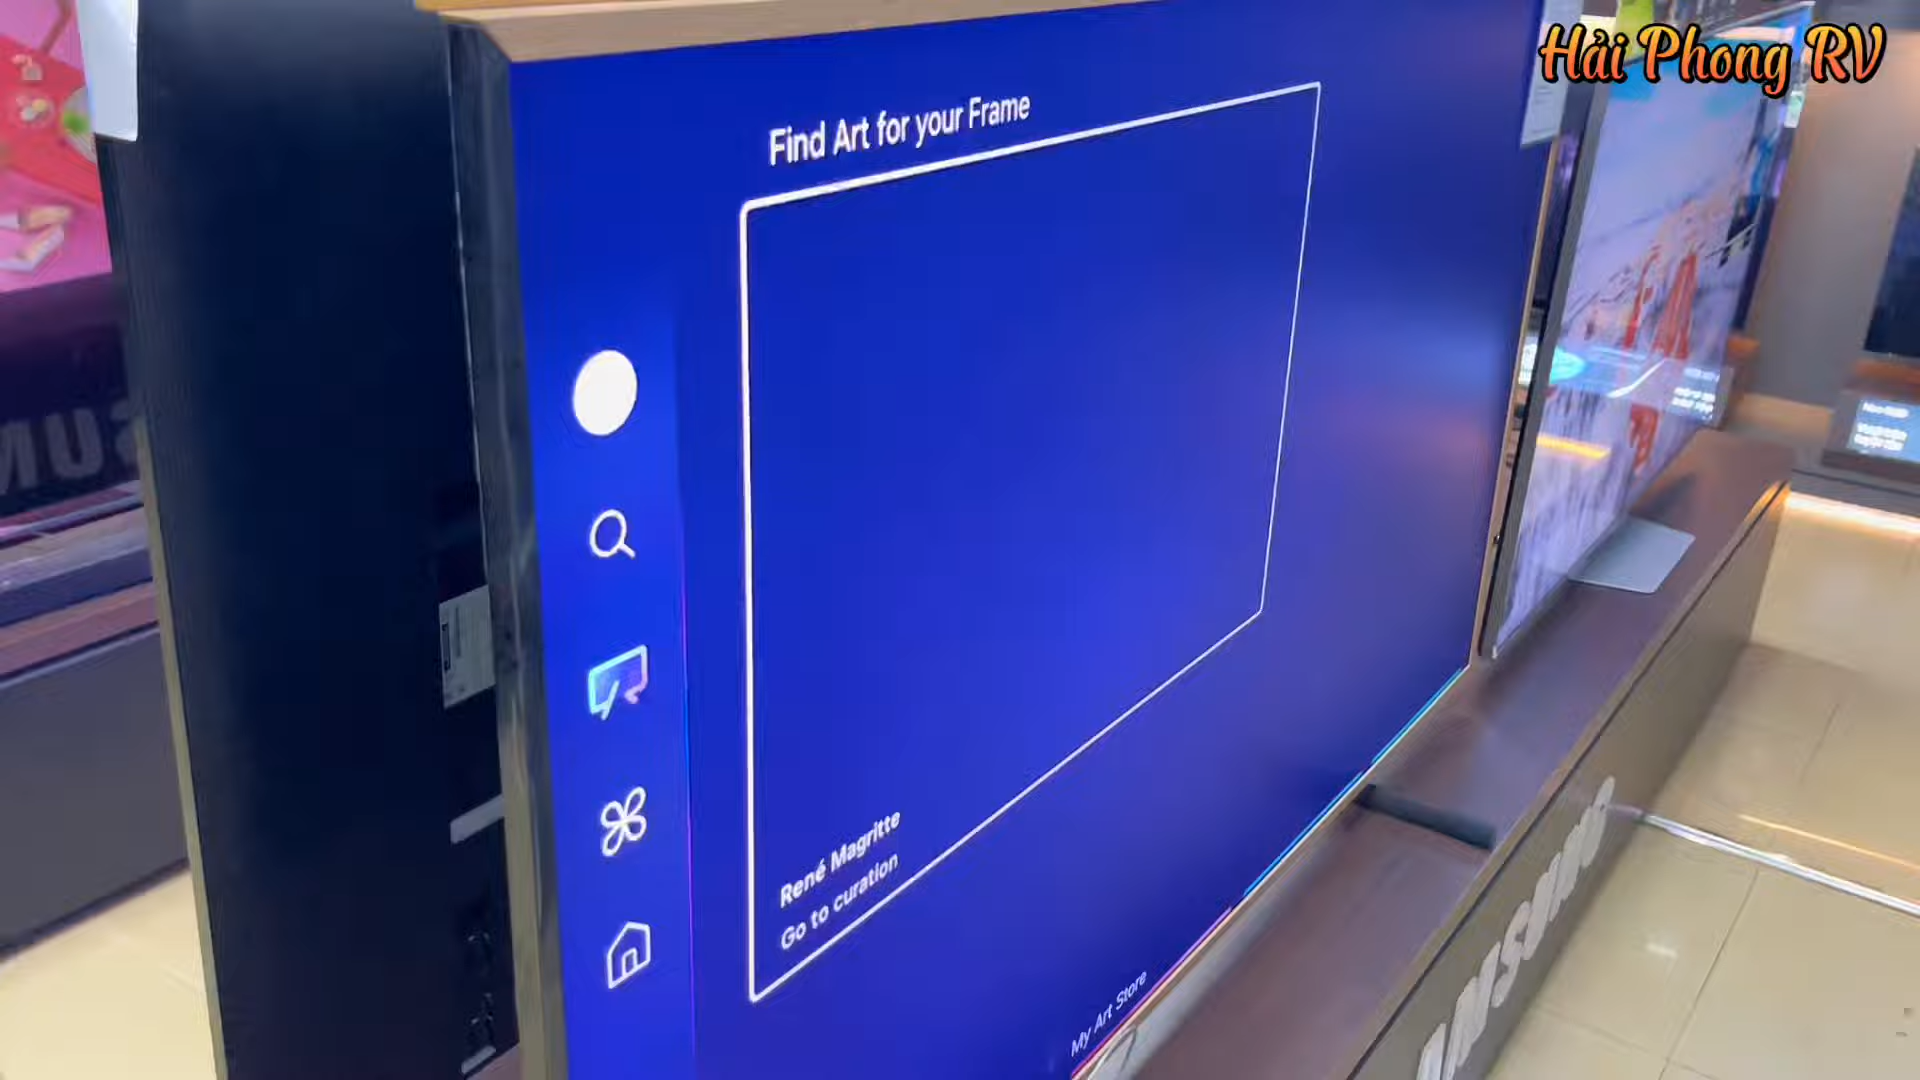 Hải Phong RV
Find Art for your Frame
René Magritte
Go to curation
My Art Store
SAMSUNG